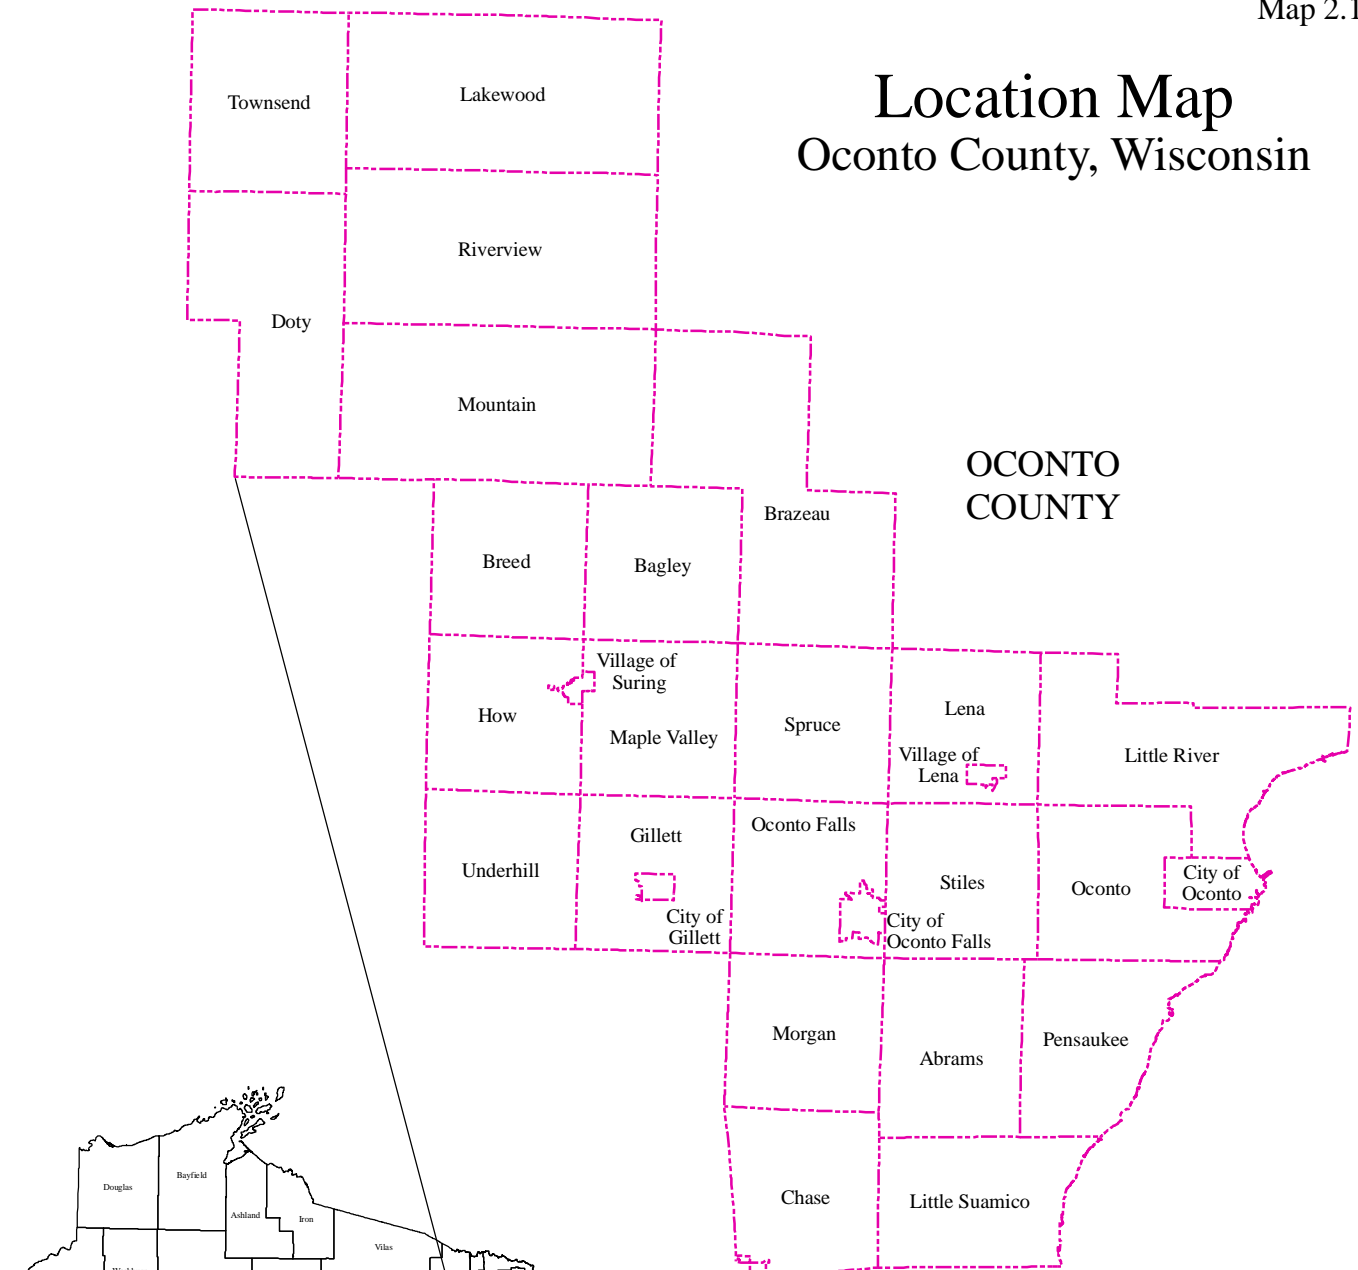 Map 2.1
Location Map
Oconto County, Wisconsin
Townsend
Lakewood
Riverview
Doty
Mountain
OCONTO
COUNTY
Brazeau
Breed
Bagley
Village of
Suring
How
Maple Valley
Spruce
Lena
Village of
Lena
Little River
Gillett
Oconto Falls
Underhill
Stiles
Oconto
City of
Oconto
City of
Gillett
City of
Oconto Falls
Morgan
Abrams
Pensaukee
Chase
Little Suamico
Douglas
Bayfield
Ashland
Iron
Vilas